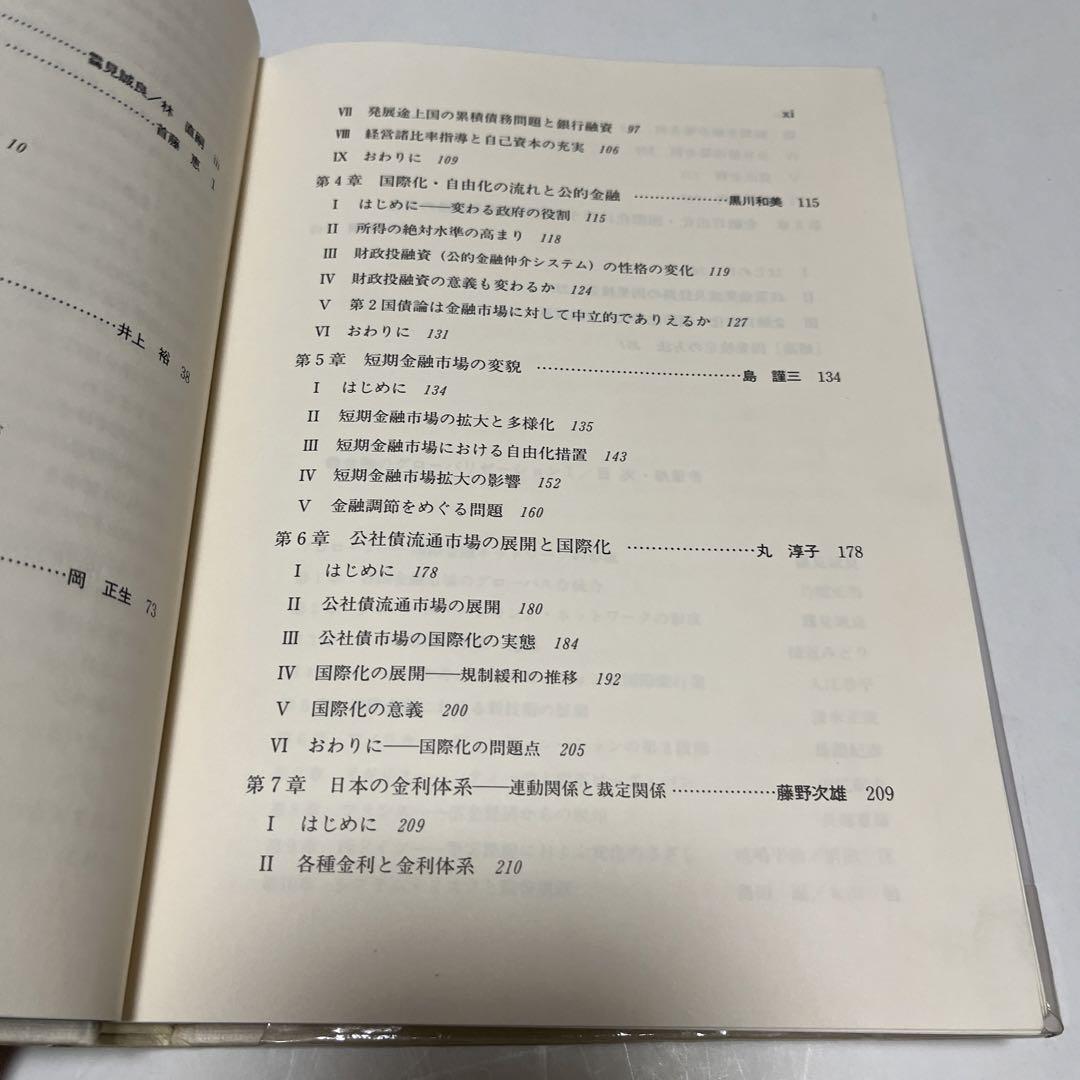 靎見誠良／林 直嗣 iii
首藤 恵 1
10
井上 裕 38
岡 正生 73
xi
Ⅶ 発展途上国の累積債務問題と銀行融資 97
Ⅷ 経営諸比率指導と自己資本の充実 106
Ⅸ おわりに 109
第4章 国際化・自由化の流れと公的金融 ………………黒川和美 115
Ⅰ はじめに――変わる政府の役割 115
Ⅱ 所得の絶対水準の高まり 118
Ⅲ 財政投融資（公的金融仲介システム）の性格の変化 119
Ⅳ 財政投融資の意義も変わるか 124
Ⅴ 第2国債論は金融市場に対して中立的でありえるか 127
Ⅵ おわりに 131
第5章 短期金融市場の変貌 ………………………………島 謹三 134
Ⅰ はじめに 134
Ⅱ 短期金融市場の拡大と多様化 135
Ⅲ 短期金融市場における自由化措置 143
Ⅳ 短期金融市場拡大の影響 152
Ⅴ 金融調節をめぐる問題 160
第6章 公社債流通市場の展開と国際化 …………………丸 淳子 178
Ⅰ はじめに 178
Ⅱ 公社債流通市場の展開 180
Ⅲ 公社債市場の国際化の実態 184
Ⅳ 国際化の展開――規制緩和の推移 192
Ⅴ 国際化の意義 200
Ⅵ おわりに――国際化の問題点 205
第7章 日本の金利体系――連動関係と裁定関係 ………………藤野次雄 209
Ⅰ はじめに 209
Ⅱ 各種金利と金利体系 210